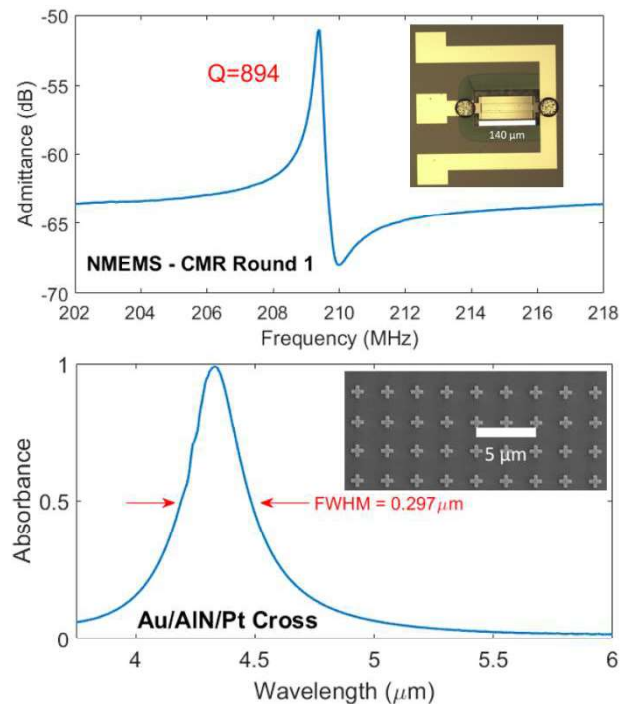 -50
Q=894
-55
-60
-65
-70
Admittance (dB)
140 µm
NMEMS - CMR Round 1
202 204 206 208 210 212 214 216 218
Frequency (MHz)
1
0.5
0
Absorbance
5 µm
FWHM = 0.297µm
Au/AlN/Pt Cross
4 4.5 5 5.5 6
Wavelength (µm)